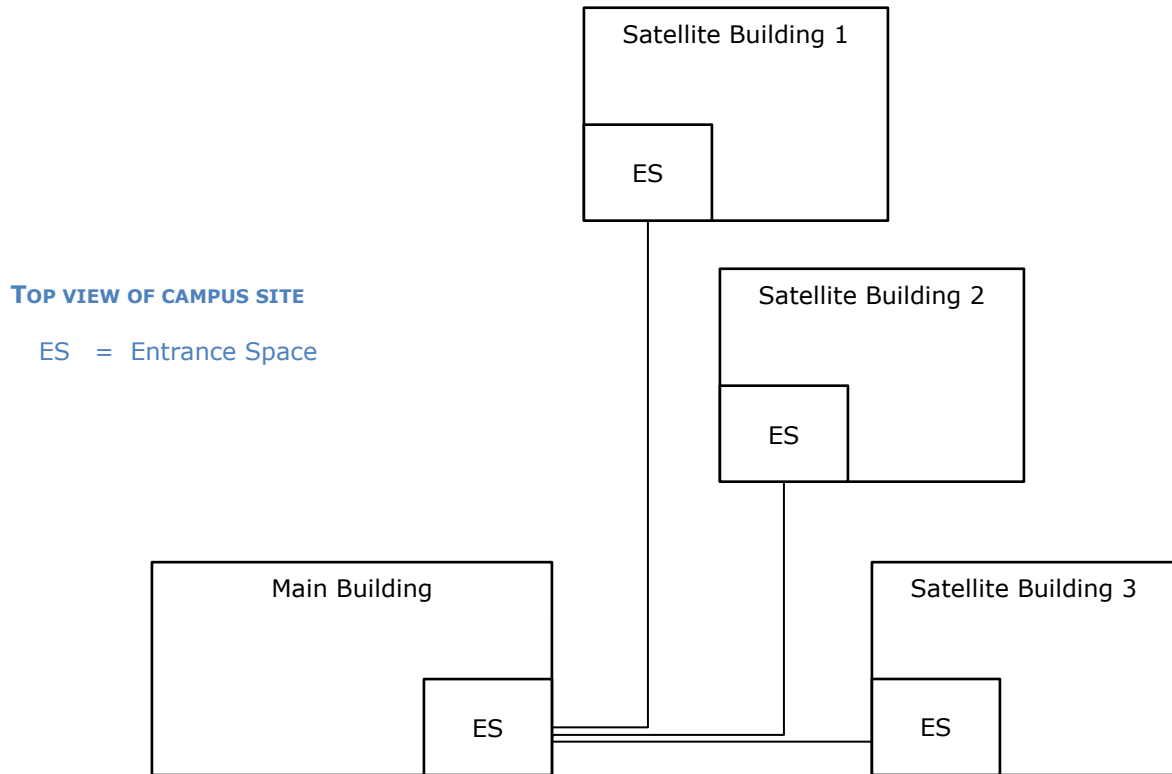 Satellite Building 1
ES
TOP VIEW OF CAMPUS SITE
Satellite Building 2
ES = Entrance Space
ES
Main Building
Satellite Building 3
ES
ES